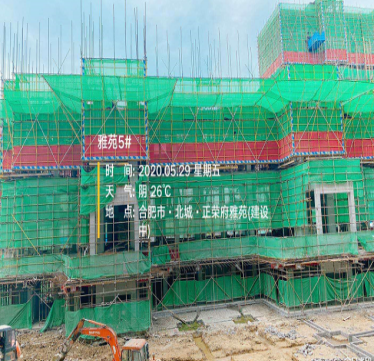 雅苑5#
时 间: 2020.05.29 星期五
天 气: 阴 26℃
地 点: 合肥市·北城·正荣府雅苑(建设
中)